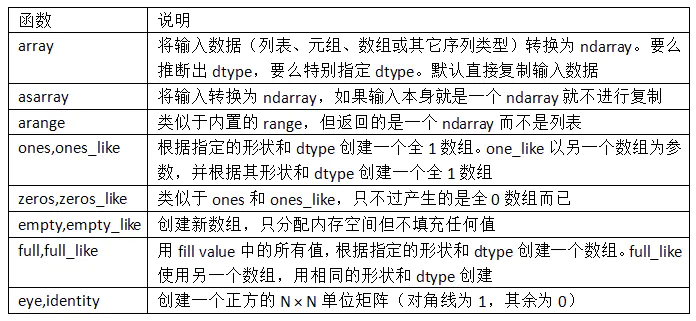 函数 说明
array 将输入数据（列表、元组、数组或其它序列类型）转换为 ndarray。要么
推断出 dtype，要么特别指定 dtype。默认直接复制输入数据
asarray 将输入转换为 ndarray，如果输入本身就是一个 ndarray 就不进行复制
arange 类似于内置的 range，但返回的是一个 ndarray 而不是列表
ones,ones_like 根据指定的形状和 dtype 创建一个全 1 数组。one_like 以另一个数组为参
数，并根据其形状和 dtype 创建一个全 1 数组
zeros,zeros_like 类似于 ones 和 ones_like，只不过产生的是全 0 数组而已
empty,empty_like 创建新数组，只分配内存空间但不填充任何值
full,full_like 用 fill value 中的所有值，根据指定的形状和 dtype 创建一个数组。full_like
使用另一个数组，用相同的形状和 dtype 创建
eye,identity 创建一个正方的 N × N 单位矩阵（对角线为 1，其余为 0）